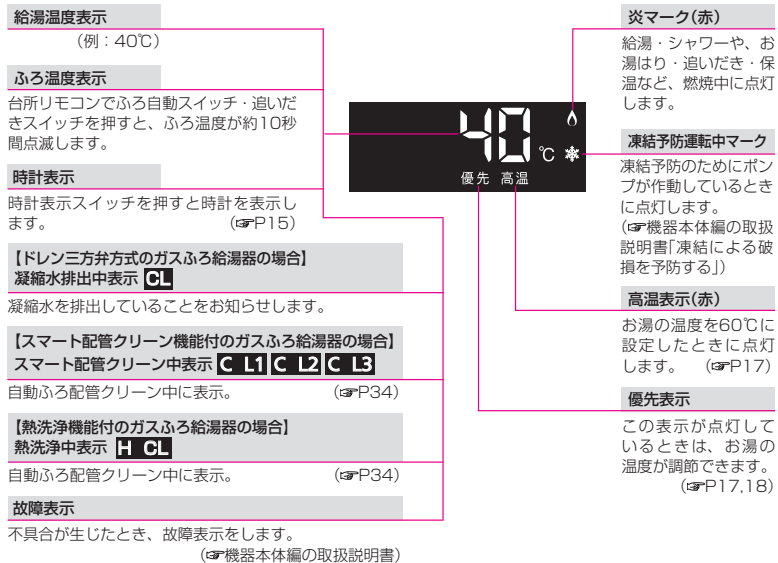 給湯温度表示
(例：40℃)
ふろ温度表示
台所リモコンでふろ自動スイッチ・追いだ
きスイッチを押すと、ふろ温度が約10秒
間点滅します。
時計表示
時計表示スイッチを押すと時計を表示し
ます。 (☞P15)
【ドレン三方弁方式のガスふろ給湯器の場合】
凝縮水排出中表示 CL
凝縮水を排出していることをお知らせします。
【スマート配管クリーン機能付のガスふろ給湯器の場合】
スマート配管クリーン中表示 C L1 C L2 C L3
自動ふろ配管クリーン中に表示。 (☞P34)
【熱洗浄機能付のガスふろ給湯器の場合】
熱洗浄中表示 H CL
自動ふろ配管クリーン中に表示。 (☞P34)
故障表示
不具合が生じたとき、故障表示をします。
(☞機器本体編の取扱説明書)
40 ℃
優先 高温
炎マーク(赤)
給湯・シャワーや、お
湯はり・追いだき・保
温など、燃焼中に点灯
します。
凍結予防運転中マーク
凍結予防のためにポン
プが作動しているとき
に点灯します。
(☞機器本体編の取扱
説明書「凍結による破
損を予防する」)
高温表示(赤)
お湯の温度を60℃に
設定したときに点灯
します。 (☞P17)
優先表示
この表示が点灯して
いるときは、お湯の
温度が調節できます。
(☞P17,18)